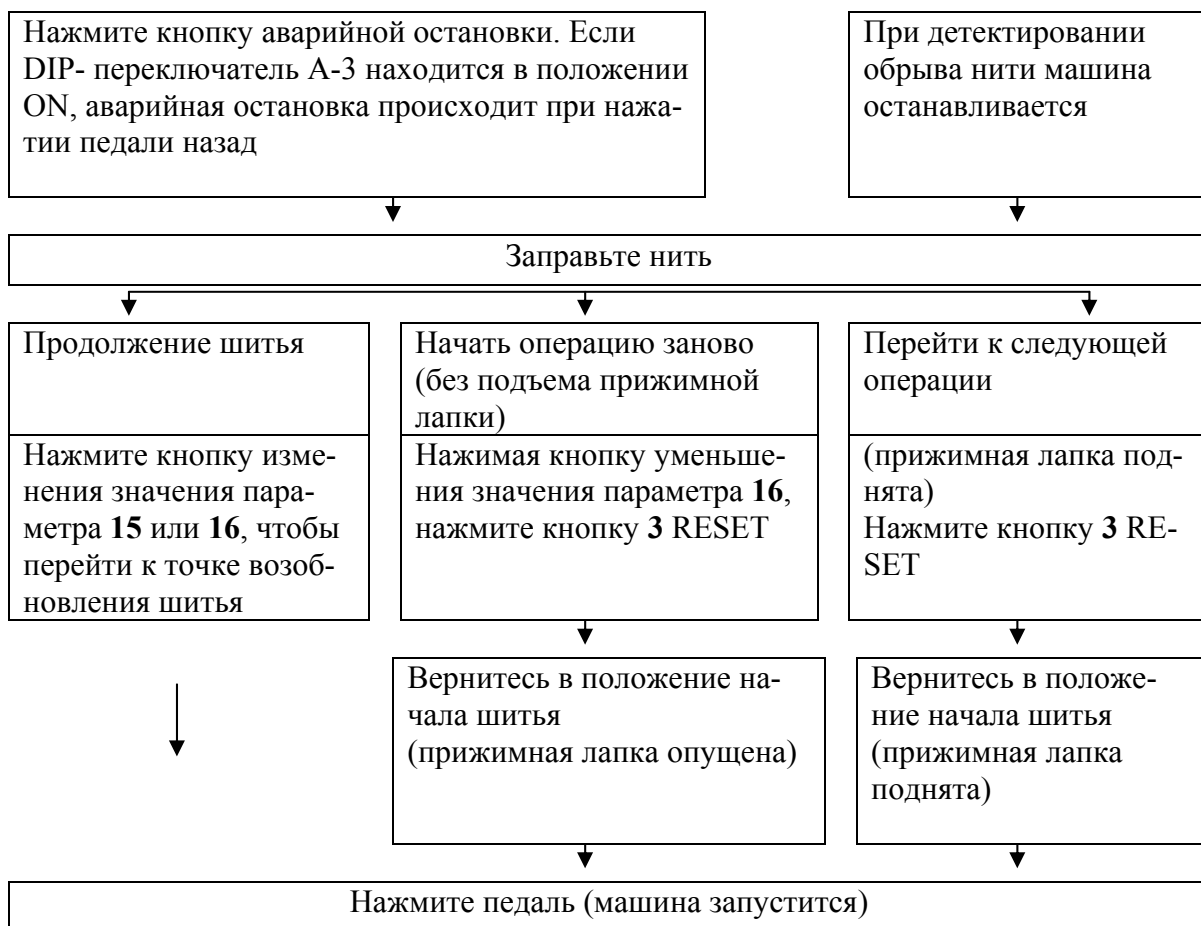 Нажмите кнопку аварийной остановки. Если
DIP- переключатель А-3 находится в положении
ON, аварийная остановка происходит при нажа-
тии педали назад
При детектировании
обрыва нити машина
останавливается
Заправьте нить
Продолжение шитья
Нажмите кнопку изме-
нения значения пара-
метра 15 или 16, чтобы
перейти к точке возоб-
новления шитья
Начать операцию заново
(без подъема прижимной
лапки)
Нажимая кнопку уменьше-
ния значения параметра 16,
нажмите кнопку 3 RESET
Перейти к следующей
операции
(прижимная лапка под-
нята)
Нажмите кнопку 3 RE-
SET
Вернитесь в положение на-
чала шитья
(прижимная лапка опущена)
Вернитесь в положе-
ние начала шитья
(прижимная лапка
поднята)
Нажмите педаль (машина запустится)